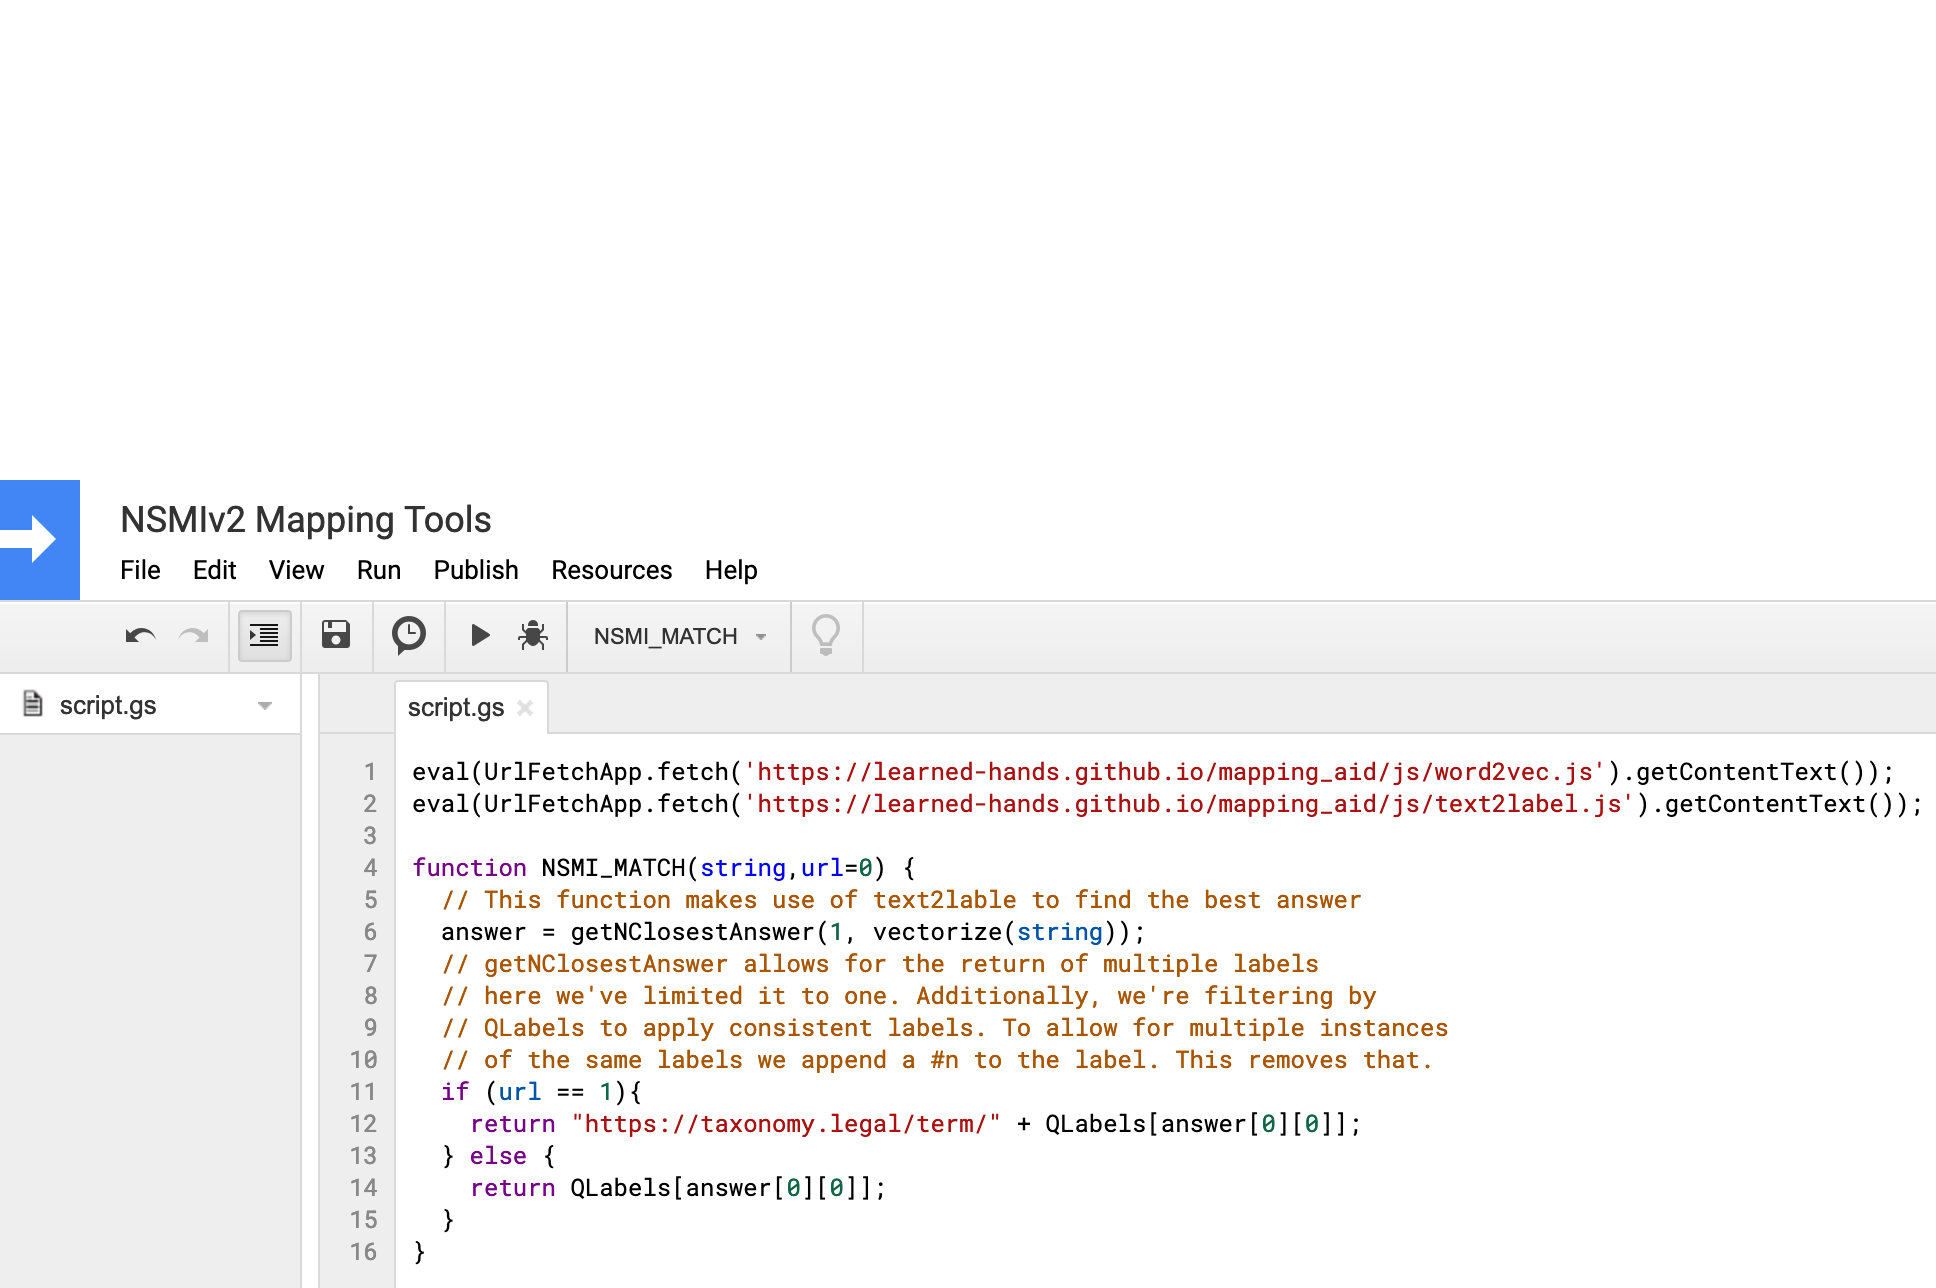 NSMIv2 Mapping Tools
File Edit View Run Publish Resources Help
NSMI_MATCH
script.gs
script.gs ×
1 eval(UrlFetchApp.fetch('https://learned-hands.github.io/mapping_aid/js/word2vec.js').getContentText());
2 eval(UrlFetchApp.fetch('https://learned-hands.github.io/mapping_aid/js/text2label.js').getContentText());
3
4 function NSMI_MATCH(string,url=0) {
5 // This function makes use of text2lable to find the best answer
6 answer = getNClosestAnswer(1, vectorize(string));
7 // getNClosestAnswer allows for the return of multiple labels
8 // here we've limited it to one. Additionally, we're filtering by
9 // QLabels to apply consistent labels. To allow for multiple instances
10 // of the same labels we append a #n to the label. This removes that.
11 if (url == 1){
12 return "https://taxonomy.legal/term/" + QLabels[answer[0][0]];
13 } else {
14 return QLabels[answer[0][0]];
15 }
16 }